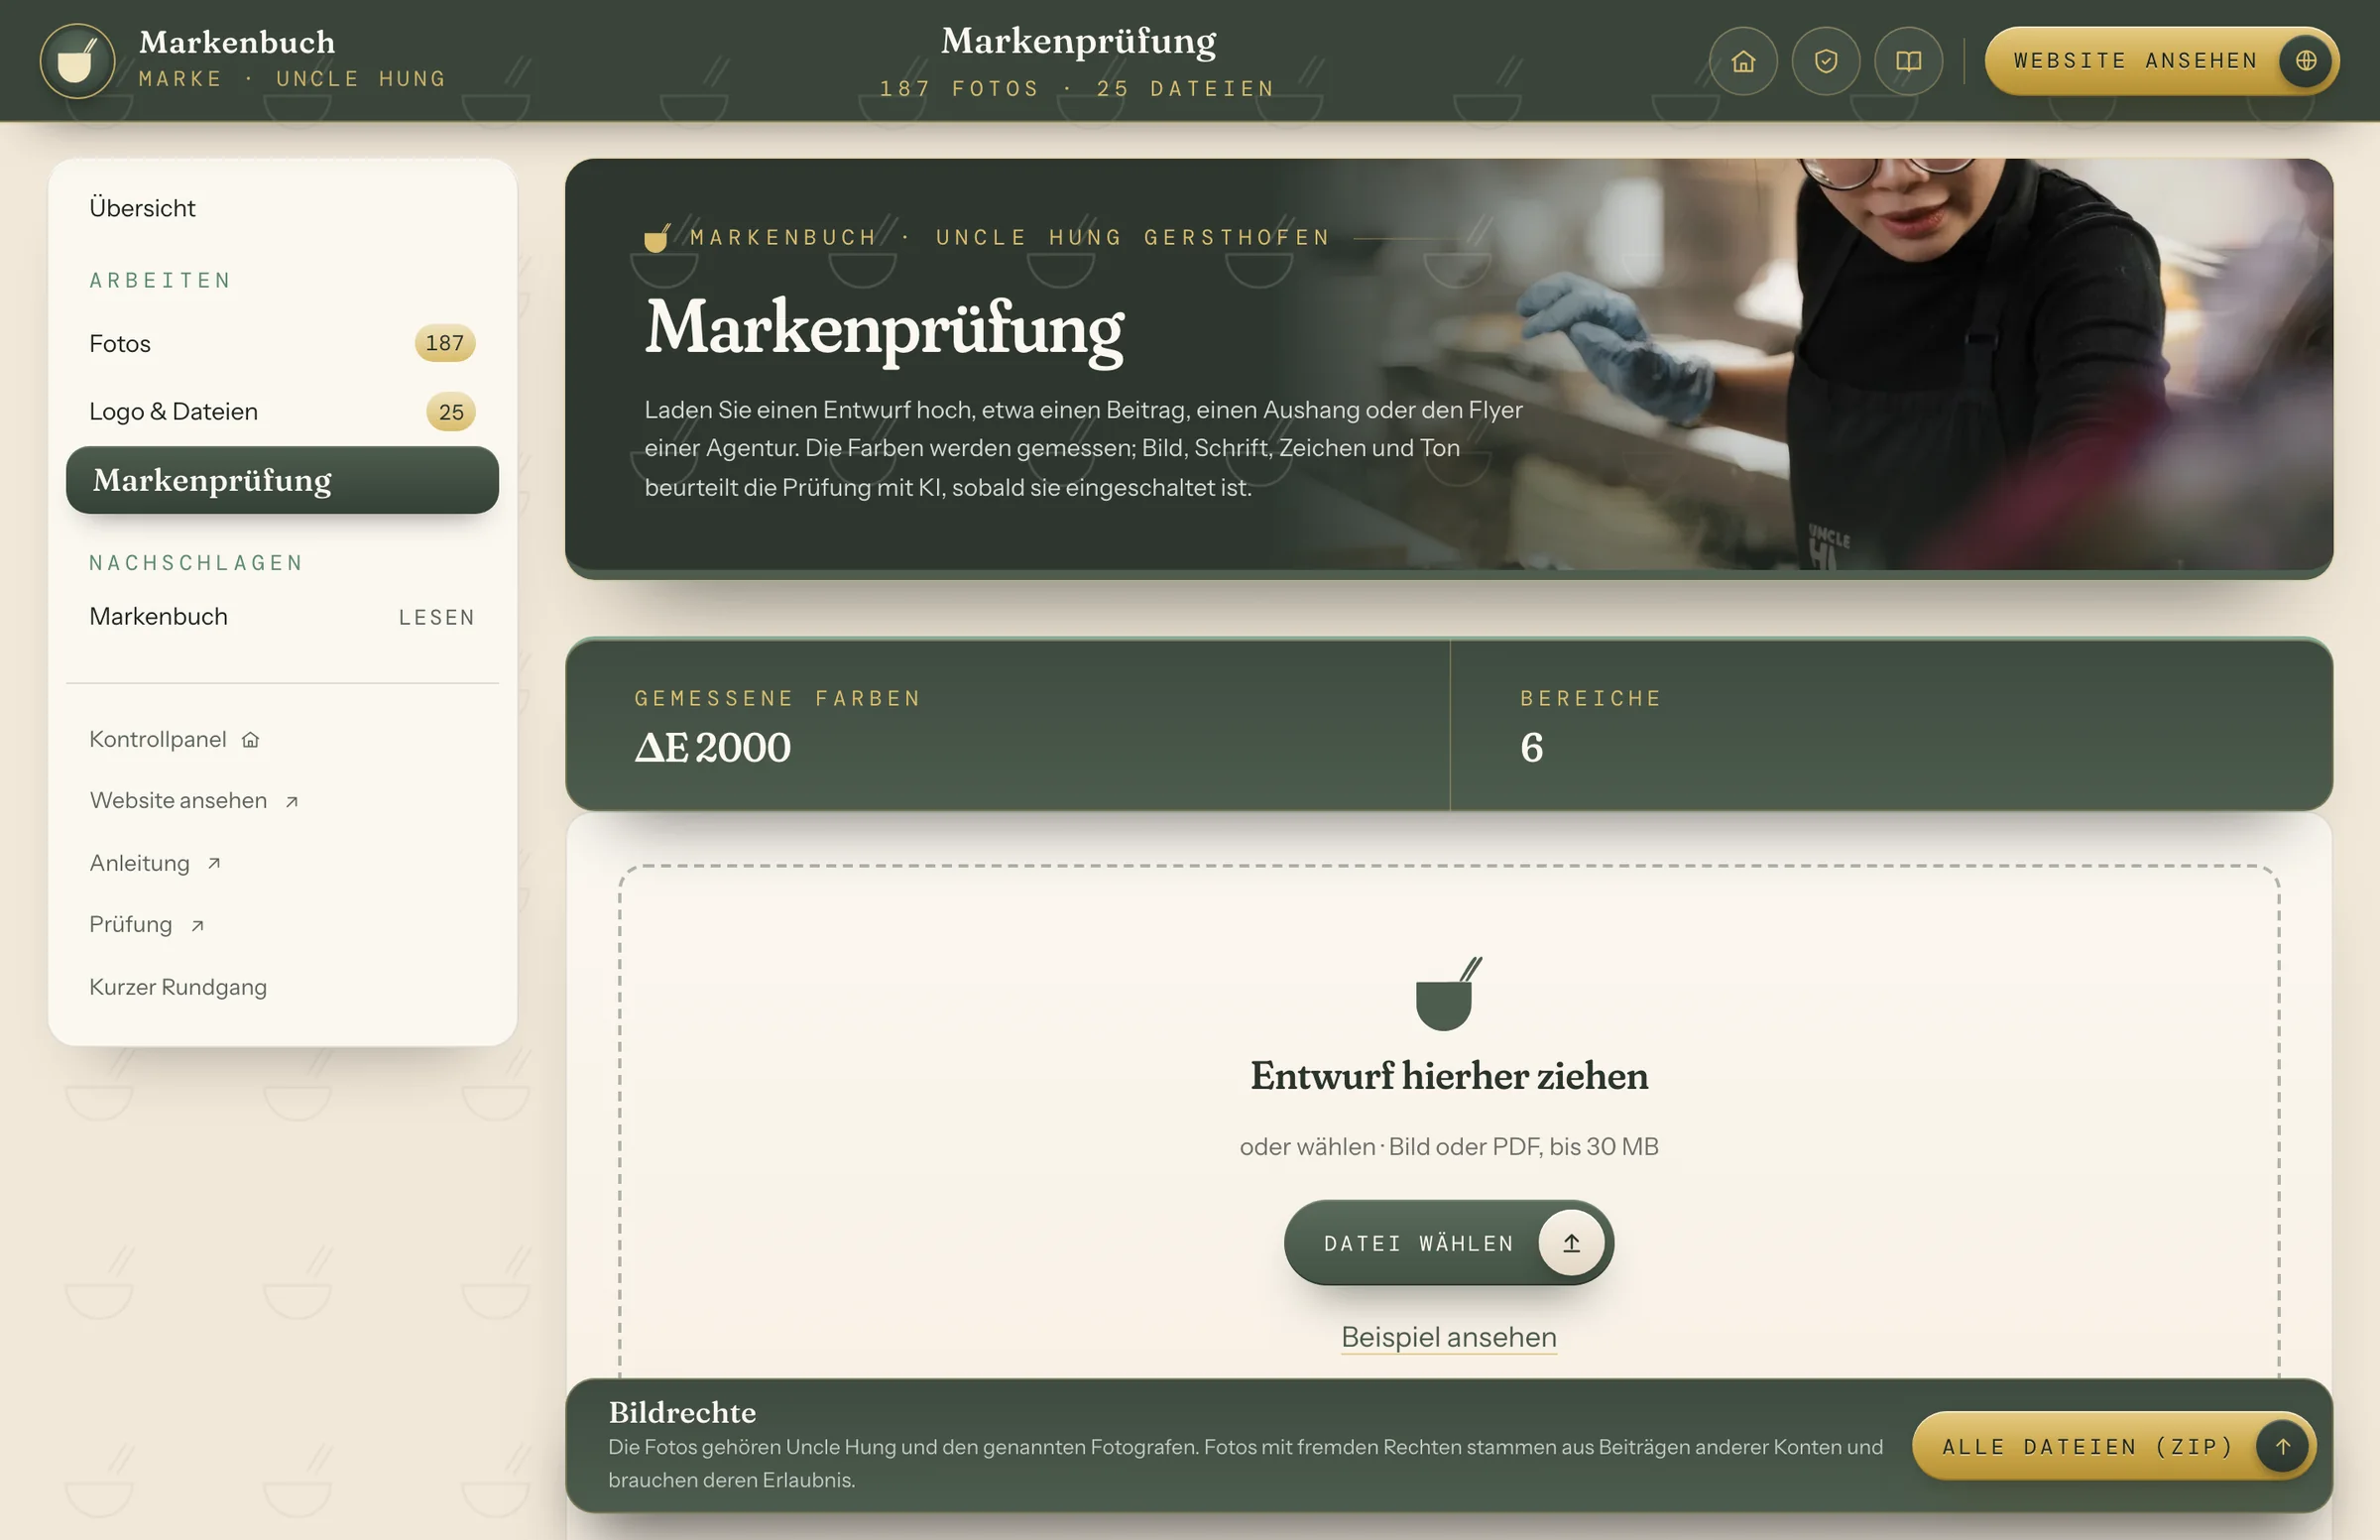 Markenbuch
MARKE · UNCLE HUNG
Markenprüfung
187 FOTOS · 25 DATEIEN
WEBSITE ANSEHEN
Übersicht
ARBEITEN
Fotos 187
Logo & Dateien 25
Markenprüfung
NACHSCHLAGEN
Markenbuch LESEN
Kontrollpanel
Website ansehen
Anleitung
Prüfung
Kurzer Rundgang
MARKENBUCH · UNCLE HUNG GERSTHOFEN
Markenprüfung
Laden Sie einen Entwurf hoch, etwa einen Beitrag, einen Aushang oder den Flyer
einer Agentur. Die Farben werden gemessen; Bild, Schrift, Zeichen und Ton
beurteilt die Prüfung mit KI, sobald sie eingeschaltet ist.
UNCLE
GEMESSENE FARBEN
ΔE 2000
BEREICHE
6
Entwurf hierher ziehen
oder wählen · Bild oder PDF, bis 30 MB
DATEI WÄHLEN
Beispiel ansehen
Bildrechte
Die Fotos gehören Uncle Hung und den genannten Fotografen. Fotos mit fremden Rechten stammen aus Beiträgen anderer Konten und
brauchen deren Erlaubnis.
ALLE DATEIEN (ZIP)